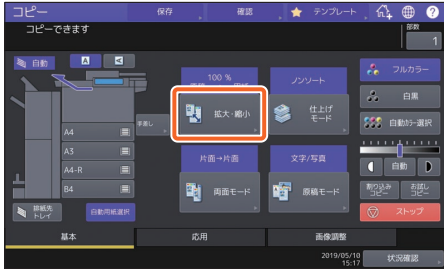 コピー
保存
確認
テンプレート
?
コピーできます
部数
1
自動
A
100 %
ノンソート
フルカラー
拡大・縮小
仕上げ
モード
白黒
手差し
自動カラー選択
A4
A3
片面→片面
文字/写真
自動
A4-R
B4
両面モード
原稿モード
割り込み
コピー
お試し
コピー
排紙先
トレイ
自動用紙選択
ストップ
基本
応用
画像調整
2019/05/10
15:17
状況確認